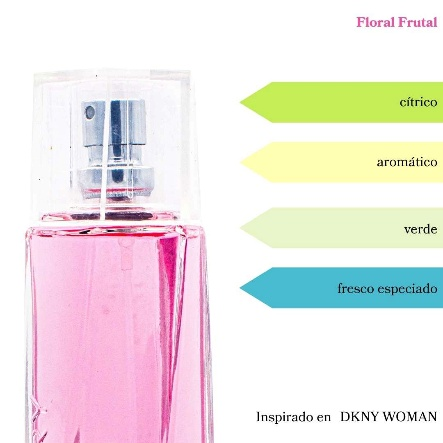 Floral Frutal
cítrico
aromático
verde
fresco especiado
Inspirado en DKNY WOMAN